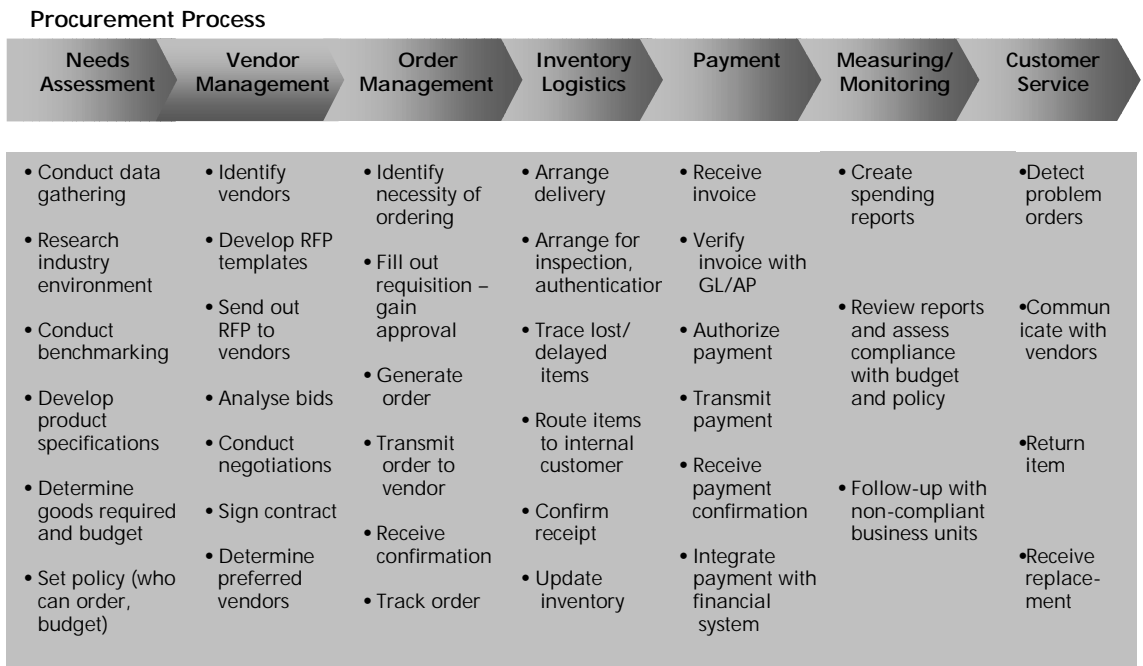 Procurement Process
Needs
Assessment
Vendor
Management
Order
Management
Inventory
Logistics
Payment
Measuring/
Monitoring
Customer
Service
• Conduct data
gathering
• Research
industry
environment
• Conduct
benchmarking
• Develop
product
specifications
• Determine
goods required
and budget
• Set policy (who
can order,
budget)
• Identify
vendors
• Develop RFP
templates
• Send out
RFP to
vendors
• Analyse bids
• Conduct
negotiations
• Sign contract
• Determine
preferred
vendors
• Identify
necessity of
ordering
• Fill out
requisition –
gain
approval
• Generate
order
• Transmit
order to
vendor
• Receive
confirmation
• Track order
• Arrange
delivery
• Arrange for
inspection,
authentication
• Trace lost/
delayed
items
• Route items
to internal
customer
• Confirm
receipt
• Update
inventory
• Receive
invoice
• Verify
invoice with
GL/AP
• Authorize
payment
• Transmit
payment
• Receive
payment
confirmation
• Integrate
payment with
financial
system
• Create
spending
reports
• Review reports
and assess
compliance
with budget
and policy
• Follow-up with
non-compliant
business units
•Detect
problem
orders
•Commun
icate with
vendors
•Return
item
•Receive
replace-
ment